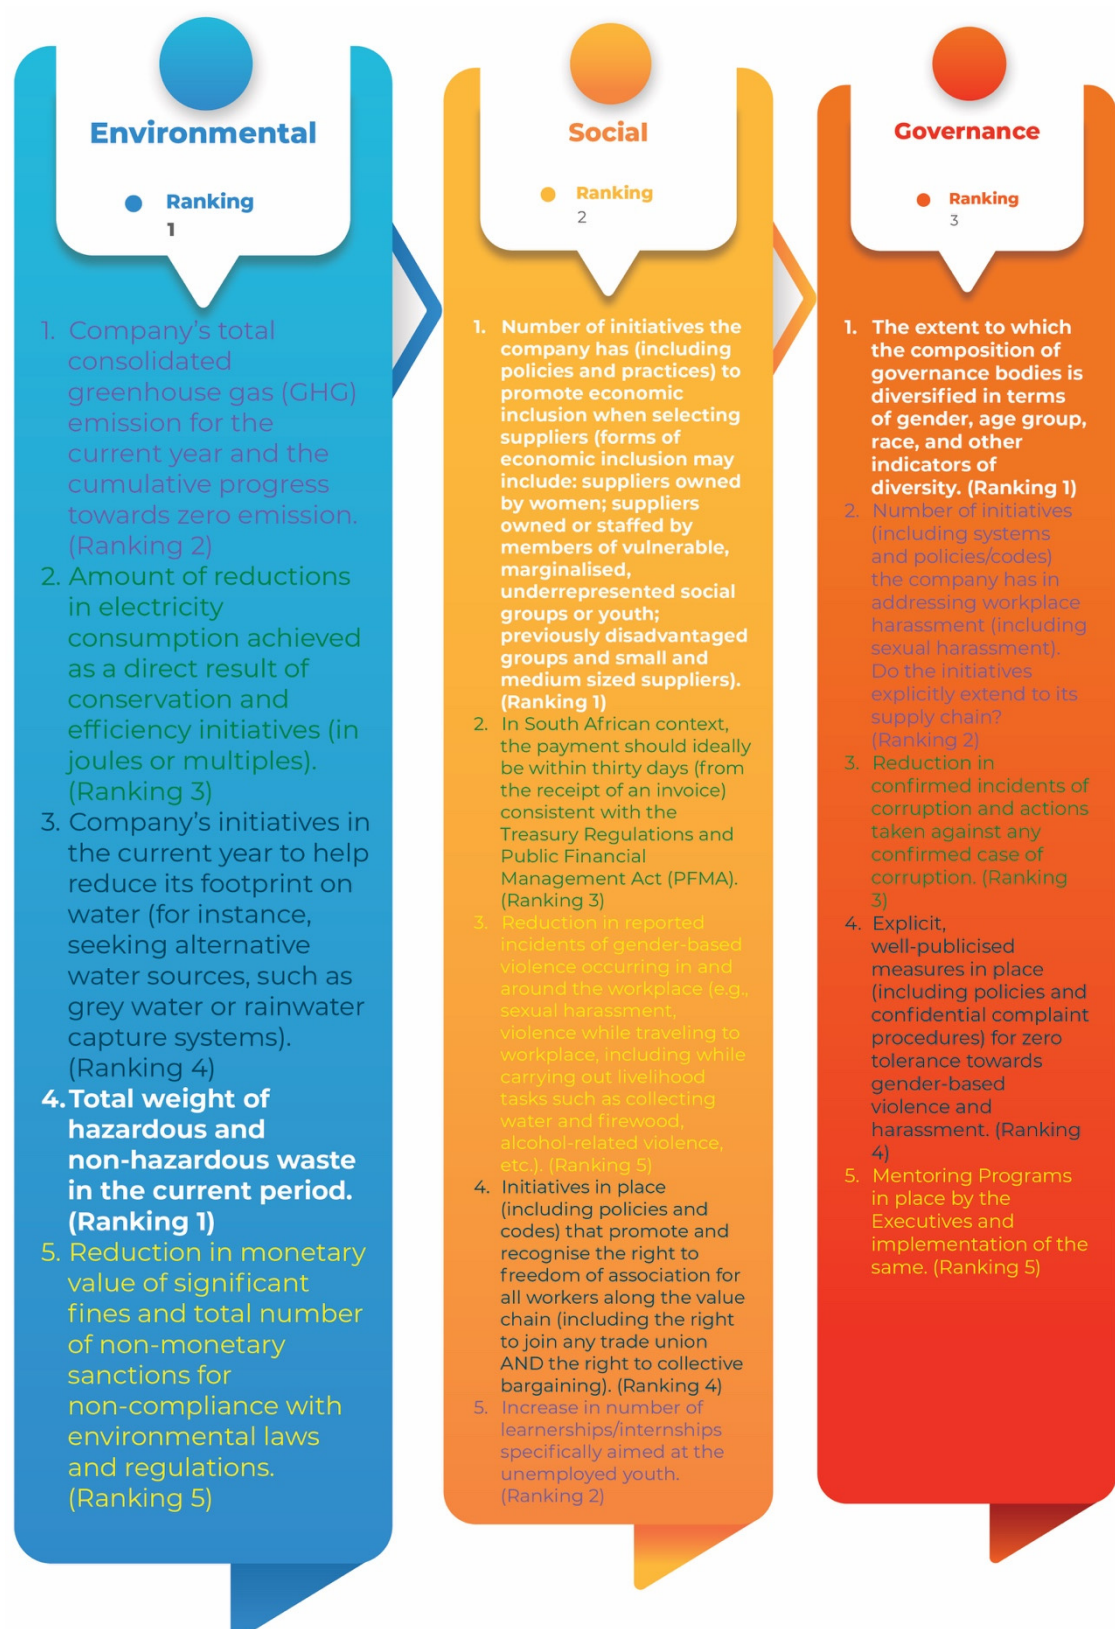 Environmental
Ranking
1
1. Company's total
consolidated
greenhouse gas (GHG)
emission for the
current year and the
cumulative progress
towards zero emission.
(Ranking 2)
2. Amount of reductions
in electricity
consumption achieved
as a direct result of
conservation and
efficiency initiatives (in
joules or multiples).
(Ranking 3)
3. Company's initiatives in
the current year to help
reduce its footprint on
water (for instance,
seeking alternative
water sources, such as
grey water or rainwater
capture systems).
(Ranking 4)
4. Total weight of
hazardous and
non-hazardous waste
in the current period.
(Ranking 1)
5. Reduction in monetary
value of significant
fines and total number
of non-monetary
sanctions for
non-compliance with
environmental laws
and regulations.
(Ranking 5)
Social
Ranking
2
1. Number of initiatives the
company has (including
policies and practices) to
promote economic
inclusion when selecting
suppliers (forms of
economic inclusion may
include: suppliers owned
by women; suppliers
owned or staffed by
members of vulnerable,
marginalised,
underrepresented social
groups or youth;
previously disadvantaged
groups and small and
medium sized suppliers).
(Ranking 1)
2. In South African context,
the payment should ideally
be within thirty days (from
the receipt of an invoice)
consistent with the
Treasury Regulations and
Public Financial
Management Act (PFMA).
(Ranking 3)
3. Reduction in reported
incidents of gender-based
violence occurring in and
around the workplace (e.g.,
sexual harassment,
violence while traveling to
workplace, including while
carrying out livelihood
tasks such as collecting
water and firewood,
alcohol-related violence,
etc.). (Ranking 5)
4. Initiatives in place
(including policies and
codes) that promote and
recognise the right to
freedom of association for
all workers along the value
chain (including the right
to join any trade union
AND the right to collective
bargaining). (Ranking 4)
5. Increase in number of
learnerships/internships
specifically aimed at the
unemployed youth.
(Ranking 2)
Governance
Ranking
3
1. The extent to which
the composition of
governance bodies is
diversified in terms
of gender, age group,
race, and other
indicators of
diversity. (Ranking 1)
2. Number of initiatives
(including systems
and policies/codes)
the company has in
addressing workplace
harassment (including
sexual harassment).
Do the initiatives
explicitly extend to its
supply chain?
(Ranking 2)
3. Reduction in
confirmed incidents of
corruption and actions
taken against any
confirmed case of
corruption. (Ranking
3)
4. Explicit,
well-publicised
measures in place
(including policies and
confidential complaint
procedures) for zero
tolerance towards
gender-based
violence and
harassment. (Ranking
4)
5. Mentoring Programs
in place by the
Executives and
implementation of the
same. (Ranking 5)